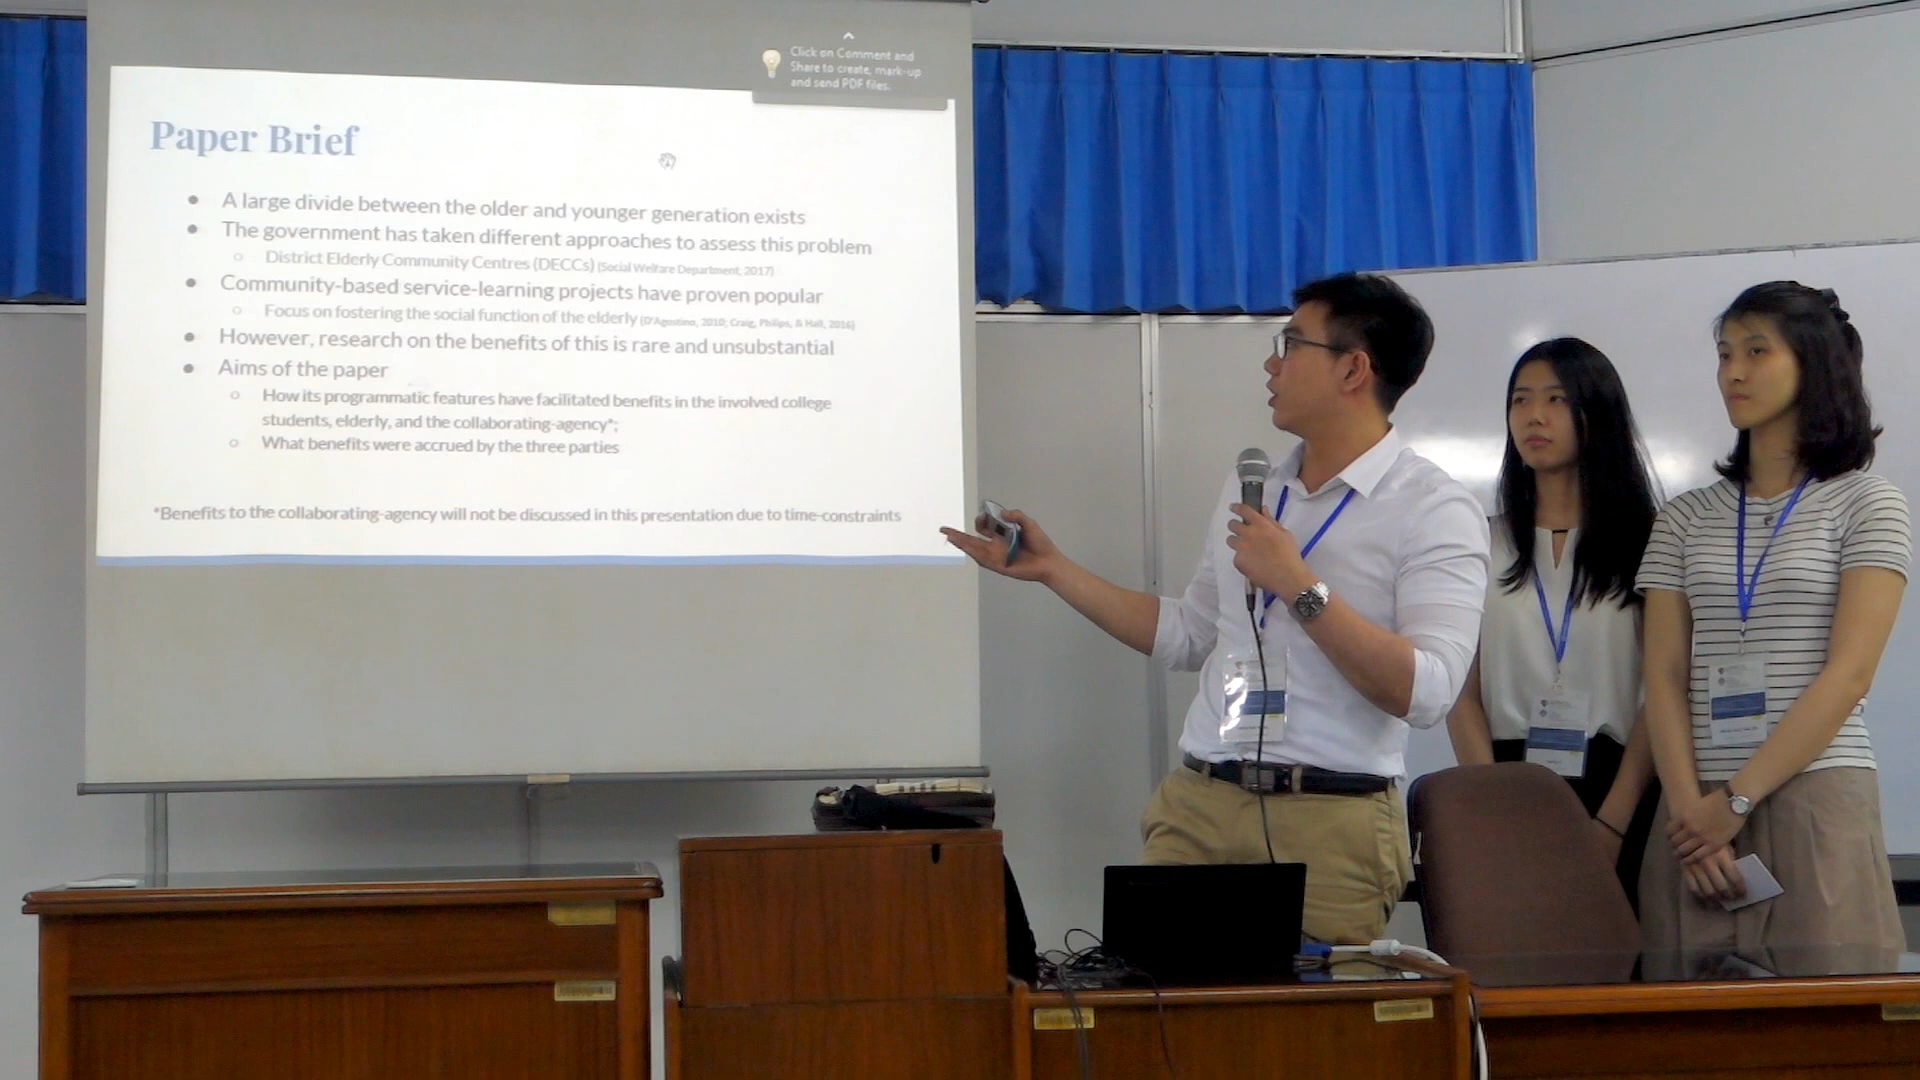 Click on Comment and
Share to create, mark-up
and send PDF files.
Paper Brief
A large divide between the older and younger generation exists
The government has taken different approaches to assess this problem
District Elderly Community Centres (DECCs) (Social Welfare Department, 2017)
Community-based service-learning projects have proven popular
Focus on fostering the social function of the elderly (D'Agostino, 2010; Craig, Philips, & Hall, 2016)
However, research on the benefits of this is rare and unsubstantial
Aims of the paper
How its programmatic features have facilitated benefits in the involved college
students, elderly, and the collaborating-agency*;
What benefits were accrued by the three parties
*Benefits to the collaborating-agency will not be discussed in this presentation due to time-constraints